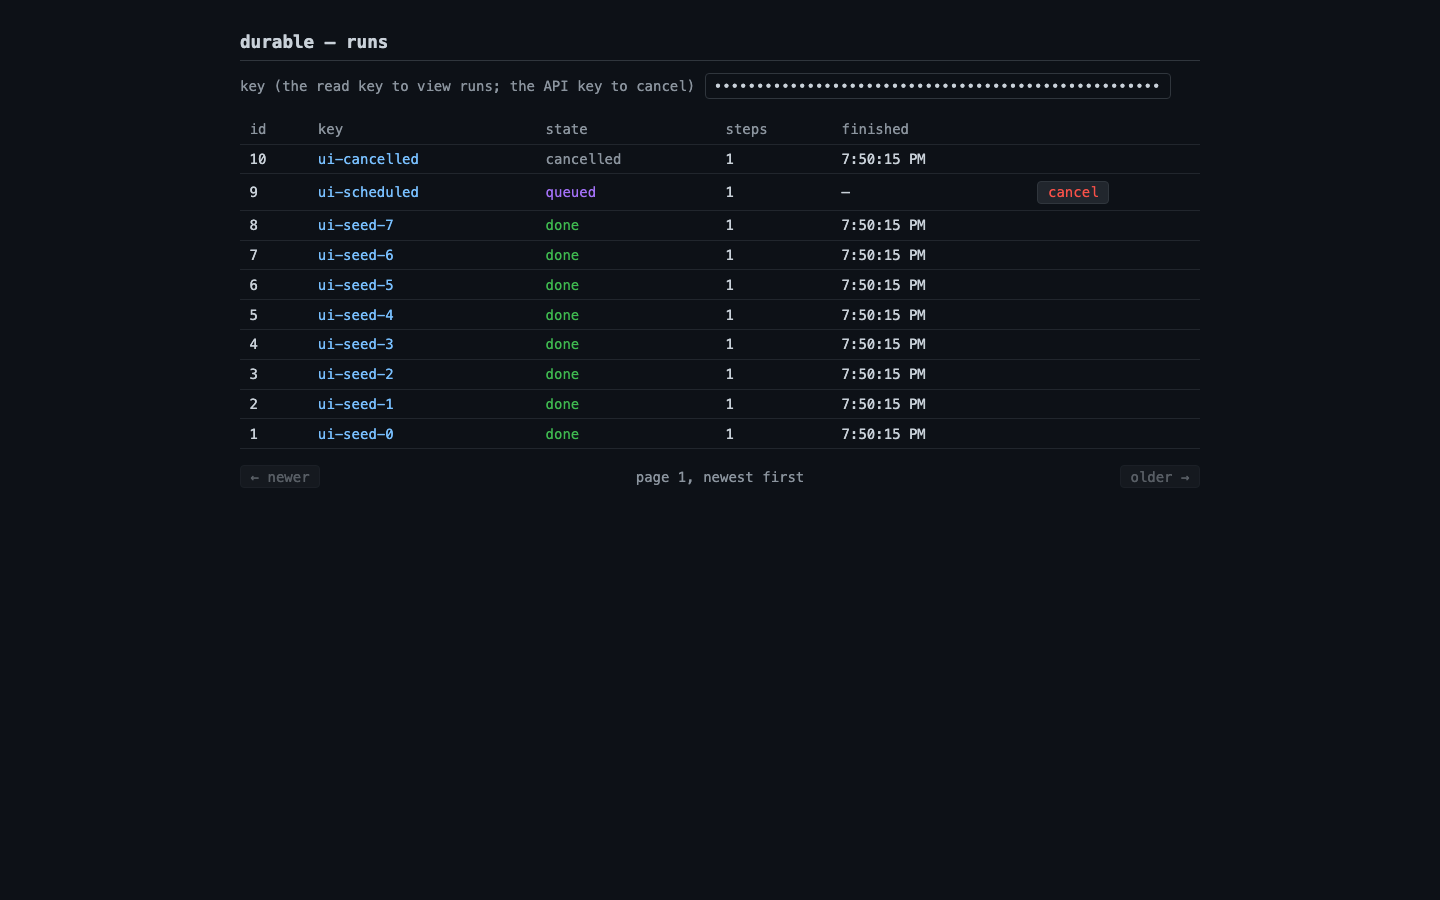 durable — runs
key (the read key to view runs; the API key to cancel) •••••••••••••••••••••••••••••••••••••••••••••••••••••
id key state steps finished
10 ui-cancelled cancelled 1 7:50:15 PM
9 ui-scheduled queued 1 — cancel
8 ui-seed-7 done 1 7:50:15 PM
7 ui-seed-6 done 1 7:50:15 PM
6 ui-seed-5 done 1 7:50:15 PM
5 ui-seed-4 done 1 7:50:15 PM
4 ui-seed-3 done 1 7:50:15 PM
3 ui-seed-2 done 1 7:50:15 PM
2 ui-seed-1 done 1 7:50:15 PM
1 ui-seed-0 done 1 7:50:15 PM
← newer page 1, newest first older →